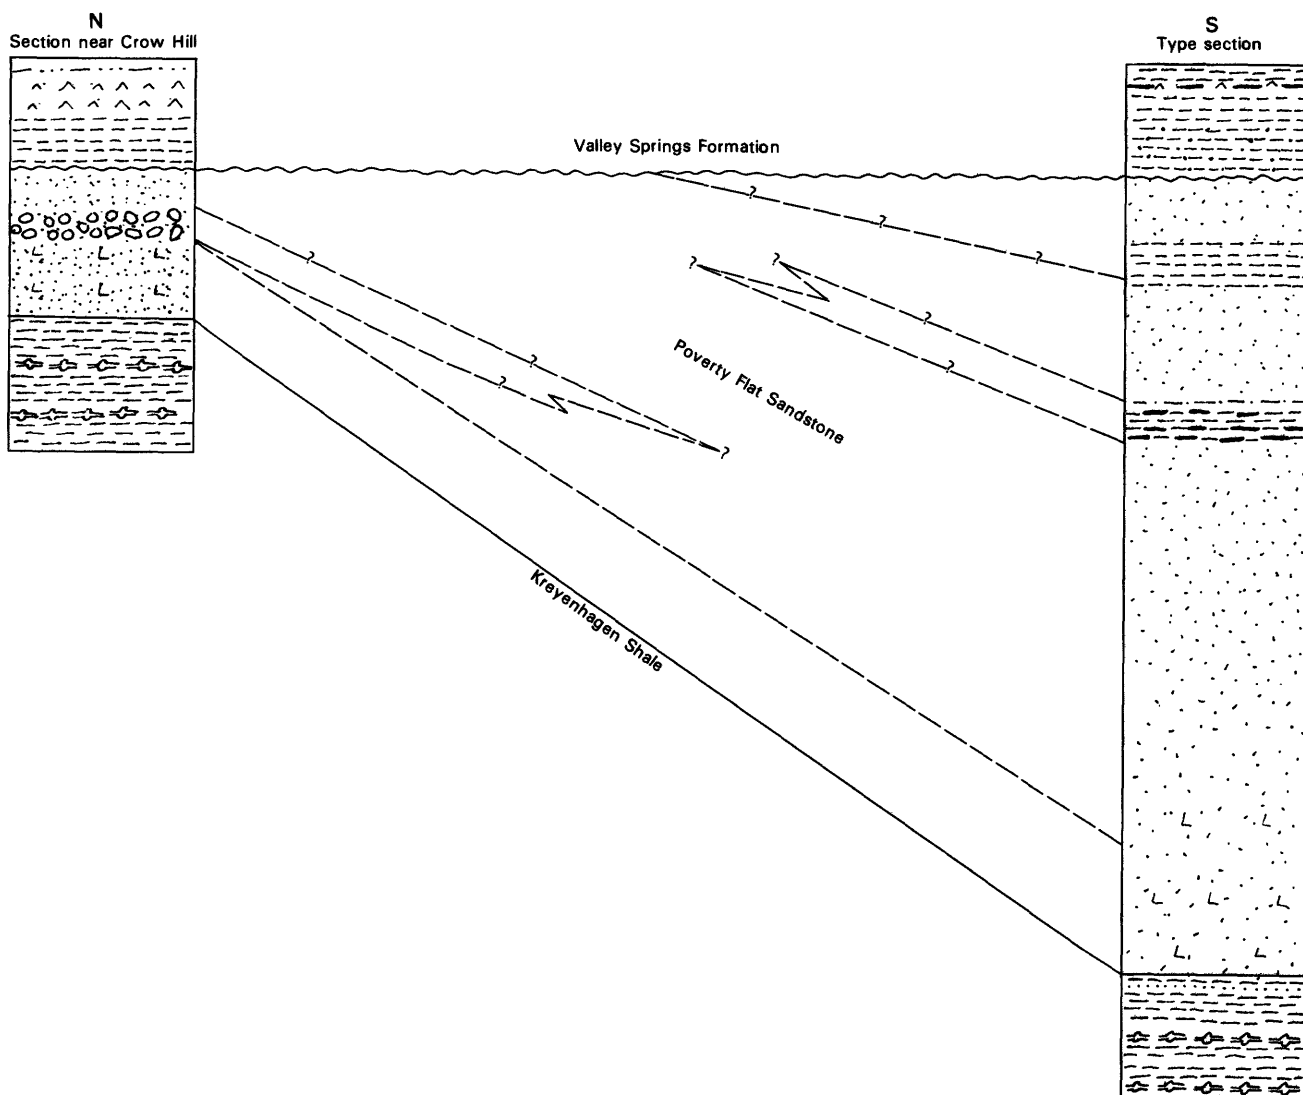 N
Section near Crow Hill
S
Type section
Valley Springs Formation
?
?
?
?
?
?
?
?
?
?
?
Poverty Flat Sandstone
Kreyenhagen Shale